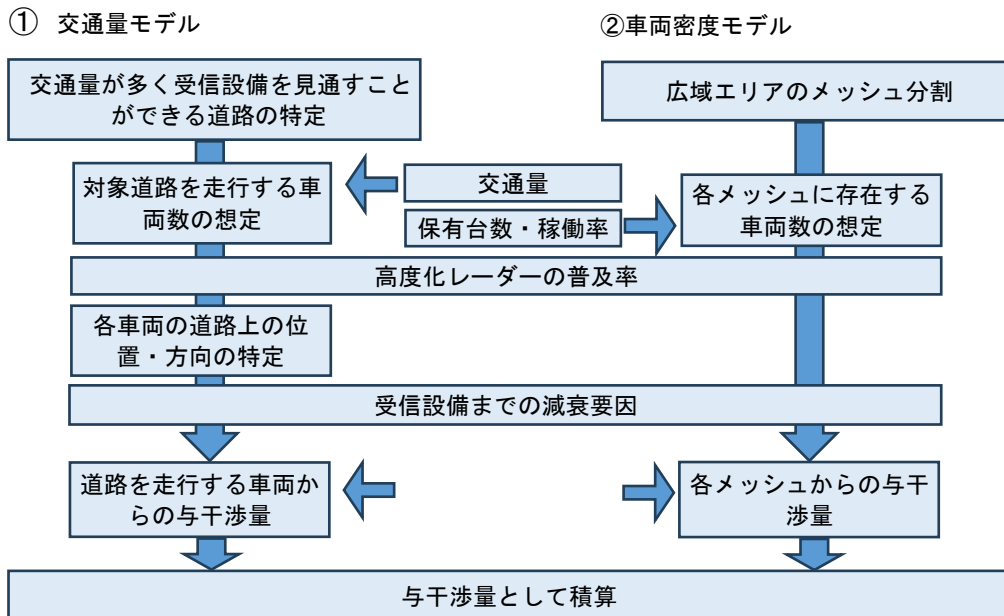 ① 交通量モデル
②車両密度モデル
交通量が多く受信設備を見通すこと
ができる道路の特定
広域エリアのメッシュ分割
対象道路を走行する車
両数の想定
交通量
保有台数・稼働率
各メッシュに存在する
車両数の想定
高度化レーダーの普及率
各車両の道路上の位
置・方向の特定
受信設備までの減衰要因
道路を走行する車両か
らの与干渉量
各メッシュからの与干
渉量
与干渉量として積算